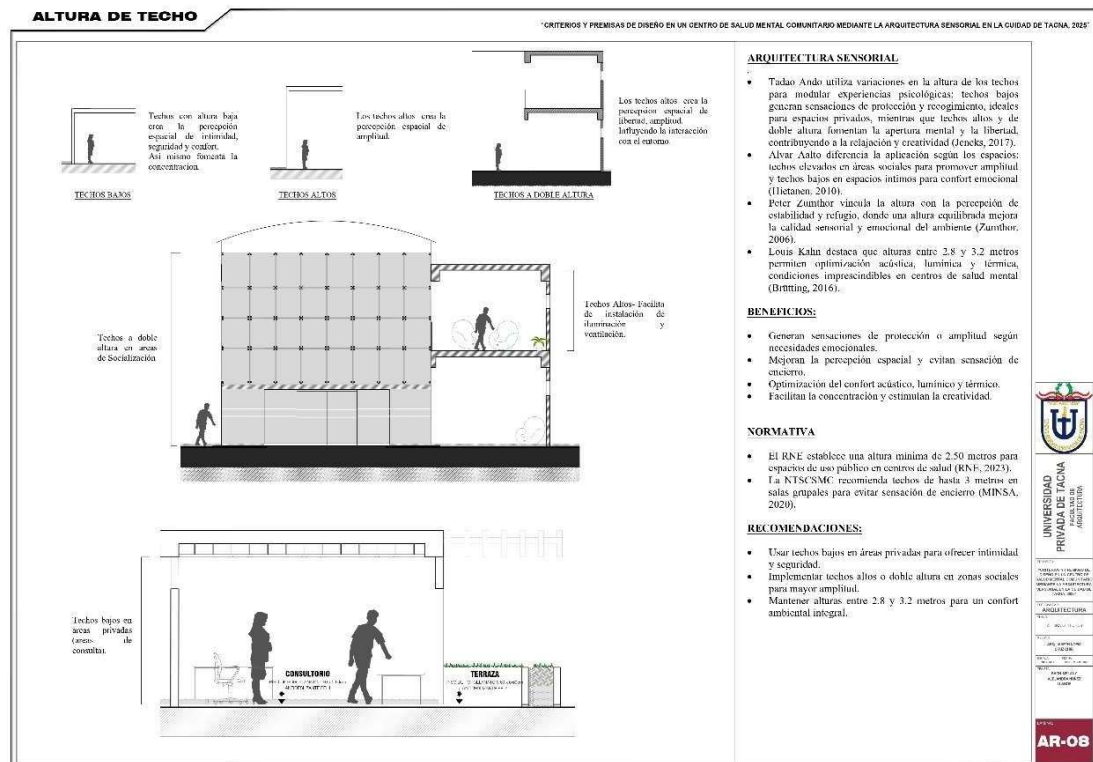 ALTURA DE TECHO
"CRITERIOS Y PREMISAS DE DISEÑO EN UN CENTRO DE SALUD MENTAL COMUNITARIO MEDIANTE LA ARQUITECTURA SENSORIAL EN LA CUIDAD DE TACNA, 2025"
Techos con altura baja
crea la percepción
espacial de intimidad,
seguridad y confort.
Asi mismo fomenta la
concentracion.
TECHOS BAJOS
Los techos altos crea la
percepción espacial de
amplitud.
TECHOS ALTOS
Los techos altos crea la
percepsion espacial de
libertad, amplitud.
Influyendo la interacción
con el entorno.
TECHOS A DOBLE ALTURA
Techos a doble
altura en areas
de Socialización
Techos Altos- Facilita
de instalación de
iluminación y
ventilación.
Techos bajos en
areas privadas
(areas de
consulta).
CONSULTORIO
TERRAZA
ARQUITECTURA SENSORIAL
• Tadao Ando utiliza variaciones en la altura de los techos
para modular experiencias psicológicas: techos bajos
generan sensaciones de protección y recogimiento, ideales
para espacios privados, mientras que techos altos y de
doble altura fomentan la apertura mental y la libertad,
contribuyendo a la relajación y creatividad (Jencks, 2017).
• Alvar Aalto diferencia la aplicación según los espacios:
techos elevados en áreas sociales para promover amplitud
y techos bajos en espacios íntimos para confort emocional
(Hietanen, 2010).
• Peter Zumthor vincula la altura con la percepción de
estabilidad y refugio, donde una altura equilibrada mejora
la calidad sensorial y emocional del ambiente (Zumthor,
2006).
• Louis Kahn destaca que alturas entre 2.8 y 3.2 metros
permiten optimización acústica, lumínica y térmica,
condiciones imprescindibles en centros de salud mental
(Brütting, 2016).
BENEFICIOS:
• Generan sensaciones de protección o amplitud según
necesidades emocionales.
• Mejoran la percepción espacial y evitan sensación de
encierro.
• Optimización del confort acústico, lumínico y térmico.
• Facilitan la concentración y estimulan la creatividad.
NORMATIVA
• El RNE establece una altura mínima de 2.50 metros para
espacios de uso público en centros de salud (RNE, 2023).
• La NTSCSMC recomienda techos de hasta 3 metros en
salas grupales para evitar sensación de encierro (MINSA,
2020).
RECOMENDACIONES:
• Usar techos bajos en áreas privadas para ofrecer intimidad
y seguridad.
• Implementar techos altos o doble altura en zonas sociales
para mayor amplitud.
• Mantener alturas entre 2.8 y 3.2 metros para un confort
ambiental integral.
UNIVERSIDAD
PRIVADA DE TACNA
FACULTAD DE
ARQUITECTURA
ARQUITECTURA
AR-08